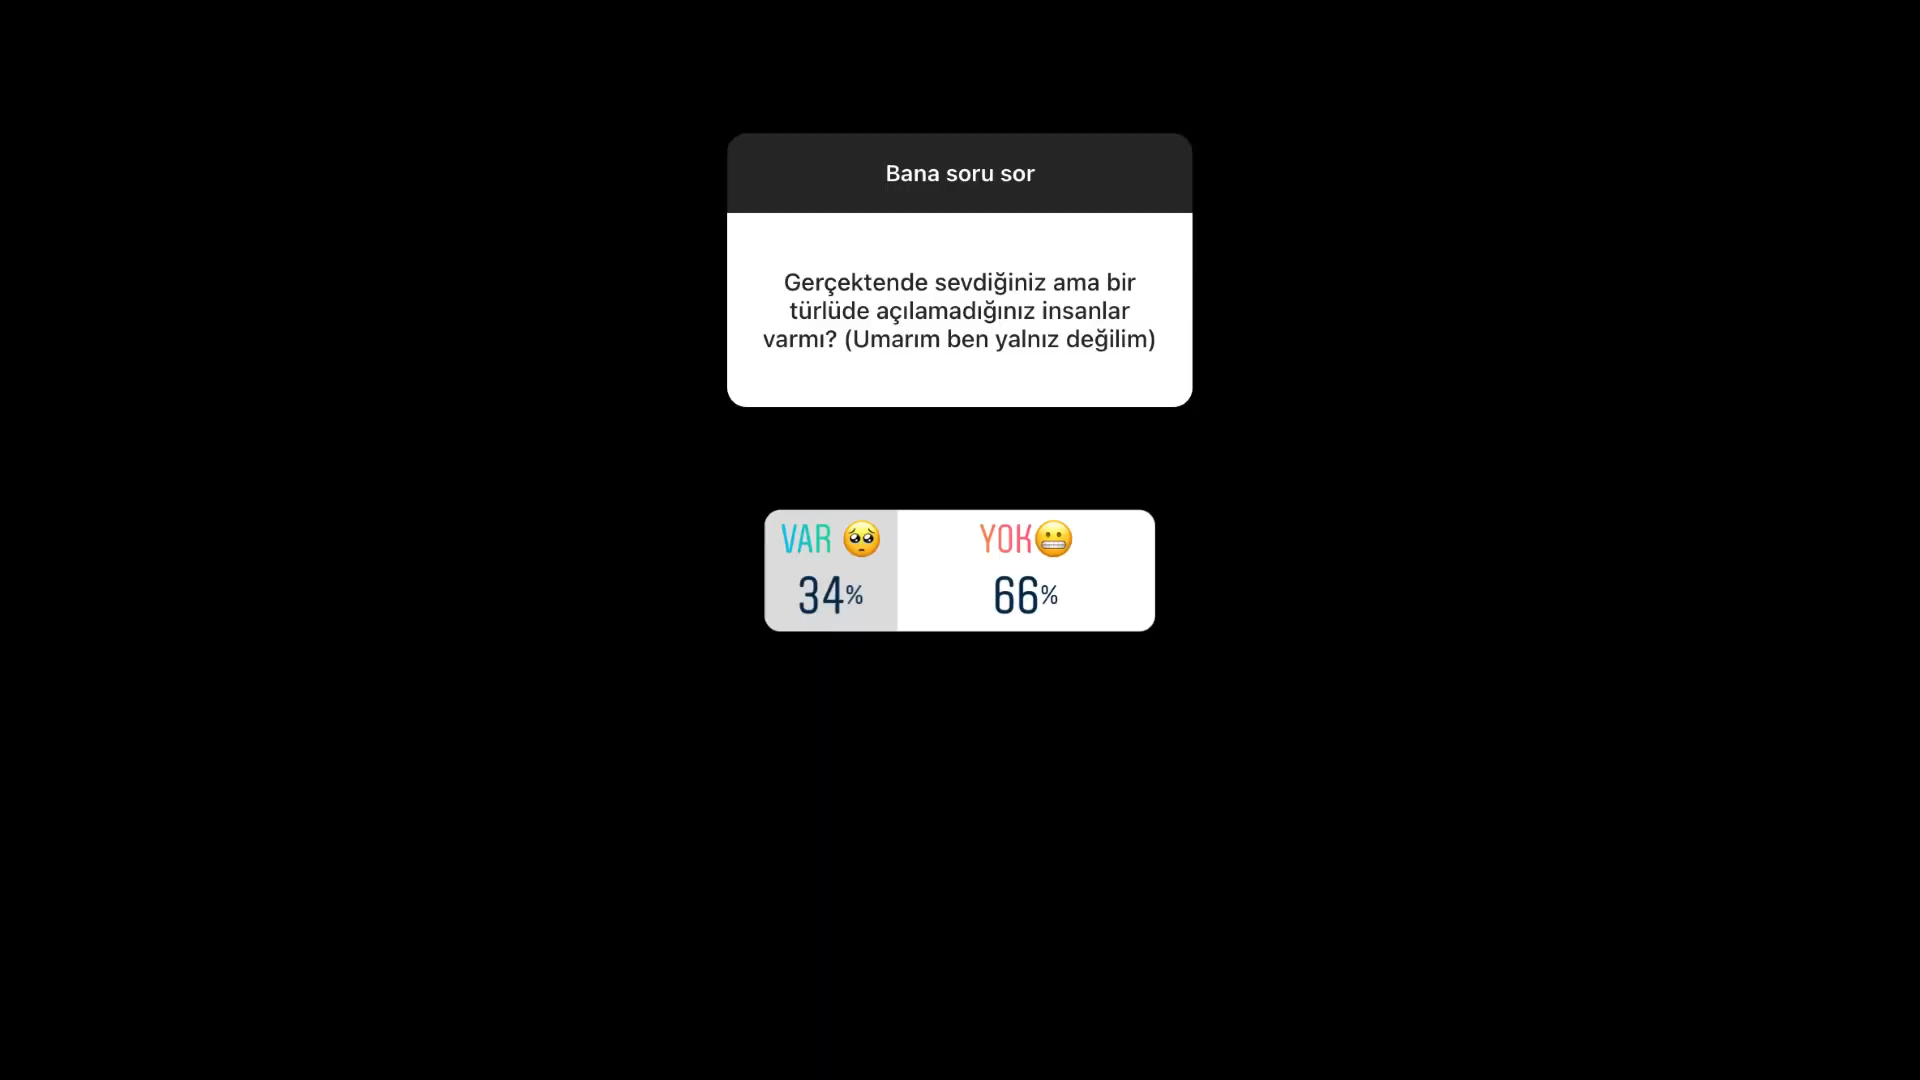 Bana soru sor
Gerçektende sevdiğiniz ama bir
türlüde açılamadığınız insanlar
varmı? (Umarım ben yalnız değilim)
VAR 🥺 YOK😬
34% 66%